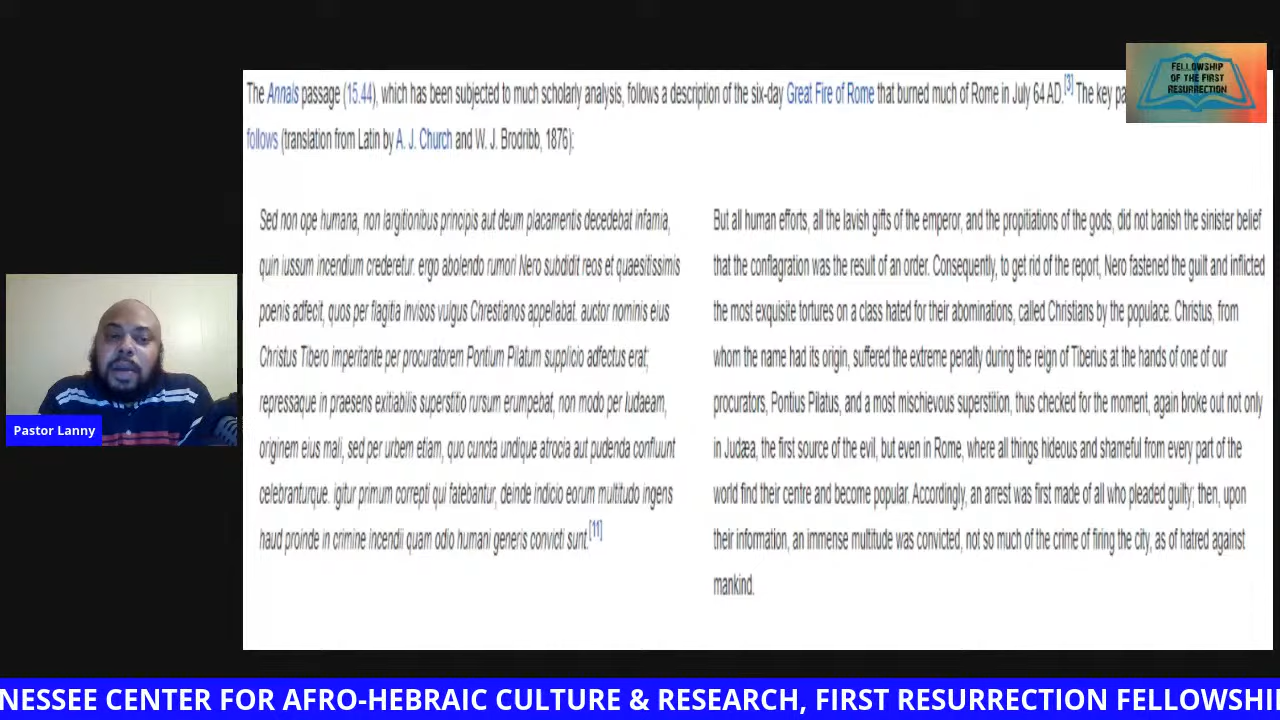 The Annals passage (15.44), which has been subjected to much scholarly analysis, follows a description of the six-day Great Fire of Rome that burned much of Rome in July 64 AD.[3] The key pa
follows (translation from Latin by A. J. Church and W. J. Brodribb, 1876):
Sed non ope humana, non largitionibus principis aut deum placamentis decedebat infamia,
quin iussum incendium crederetur. ergo abolendo rumori Nero subdidit reos et quaesitissimis
poenis adfecit, quos per flagitia invisos vulgus Chrestianos appellabat. auctor nominis eius
Christus Tibero imperitante per procuratorem Pontium Pilatum supplicio adfectus erat;
repressaque in praesens exitiabilis superstitio rursum erumpebat, non modo per Iudaeam,
originem eius mali, sed per urbem etiam, quo cuncta undique atrocia aut pudenda confluunt
celebranturque. igitur primum correpti qui fatebantur, deinde indicio eorum multitudo ingens
haud proinde in crimine incendii quam odio humani generis convicti sunt.[11]
But all human efforts, all the lavish gifts of the emperor, and the propitiations of the gods, did not banish the sinister belief
that the conflagration was the result of an order. Consequently, to get rid of the report, Nero fastened the guilt and inflicted
the most exquisite tortures on a class hated for their abominations, called Christians by the populace. Christus, from
whom the name had its origin, suffered the extreme penalty during the reign of Tiberius at the hands of one of our
procurators, Pontius Pilatus, and a most mischievous superstition, thus checked for the moment, again broke out not only
in Judæa, the first source of the evil, but even in Rome, where all things hideous and shameful from every part of the
world find their centre and become popular. Accordingly, an arrest was first made of all who pleaded guilty; then, upon
their information, an immense multitude was convicted, not so much of the crime of firing the city, as of hatred against
mankind.
FELLOWSHIP
OF THE FIRST
RESURRECTION
Pastor Lanny
NESSEE CENTER FOR AFRO-HEBRAIC CULTURE & RESEARCH, FIRST RESURRECTION FELLOWSHI